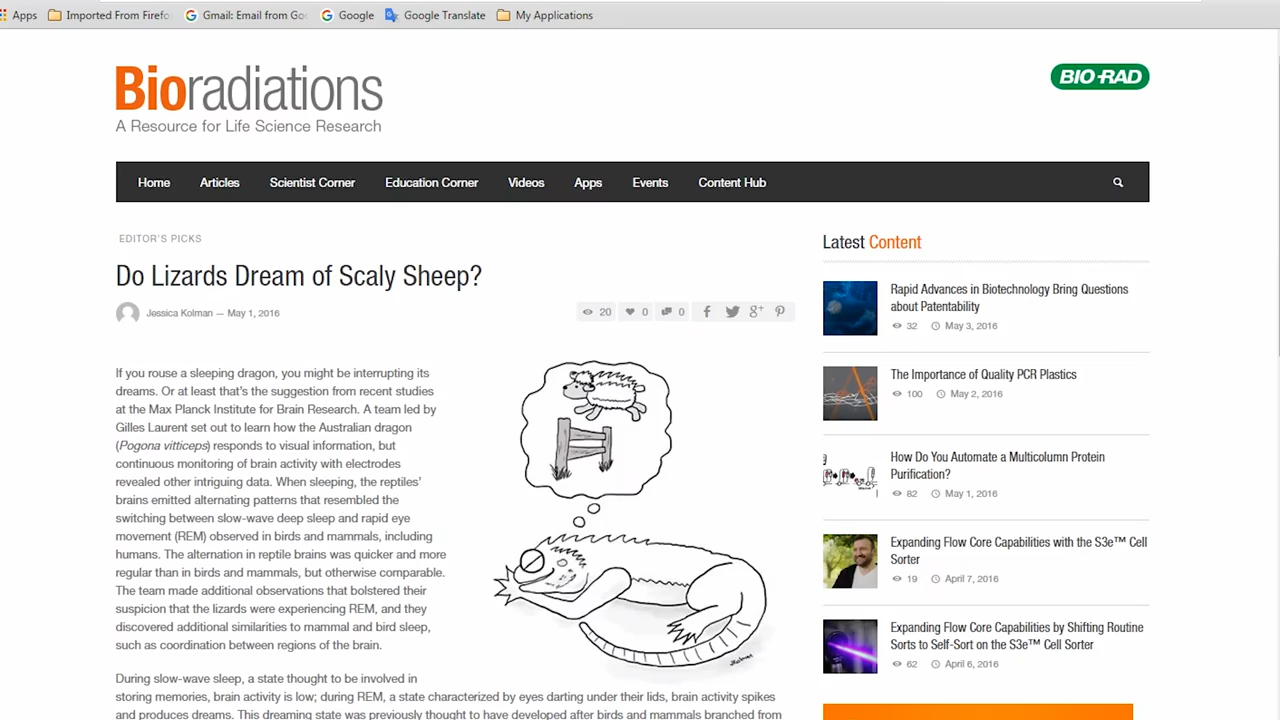 Apps
Imported From Firefo
Gmail: Email from Goo
Google
Google Translate
My Applications
Bioradiations
A Resource for Life Science Research
BIO-RAD
Home
Articles
Scientist Corner
Education Corner
Videos
Apps
Events
Content Hub
EDITOR'S PICKS
Do Lizards Dream of Scaly Sheep?
Jessica Kolman — May 1, 2016
20
0
0
If you rouse a sleeping dragon, you might be interrupting its
dreams. Or at least that's the suggestion from recent studies
at the Max Planck Institute for Brain Research. A team led by
Gilles Laurent set out to learn how the Australian dragon
(Pogona vitticeps) responds to visual information, but
continuous monitoring of brain activity with electrodes
revealed other intriguing data. When sleeping, the reptiles'
brains emitted alternating patterns that resembled the
switching between slow-wave deep sleep and rapid eye
movement (REM) observed in birds and mammals, including
humans. The alternation in reptile brains was quicker and more
regular than in birds and mammals, but otherwise comparable.
The team made additional observations that bolstered their
suspicion that the lizards were experiencing REM, and they
discovered additional similarities to mammal and bird sleep,
such as coordination between regions of the brain.
During slow-wave sleep, a state thought to be involved in
storing memories, brain activity is low; during REM, a state characterized by eyes darting under their lids, brain activity spikes
and produces dreams. This dreaming state was previously thought to have developed after birds and mammals branched from
JKolman
Latest Content
Rapid Advances in Biotechnology Bring Questions
about Patentability
32 May 3, 2016
The Importance of Quality PCR Plastics
100 May 2, 2016
How Do You Automate a Multicolumn Protein
Purification?
82 May 1, 2016
Expanding Flow Core Capabilities with the S3e™ Cell
Sorter
19 April 7, 2016
Expanding Flow Core Capabilities by Shifting Routine
Sorts to Self-Sort on the S3e™ Cell Sorter
62 April 6, 2016